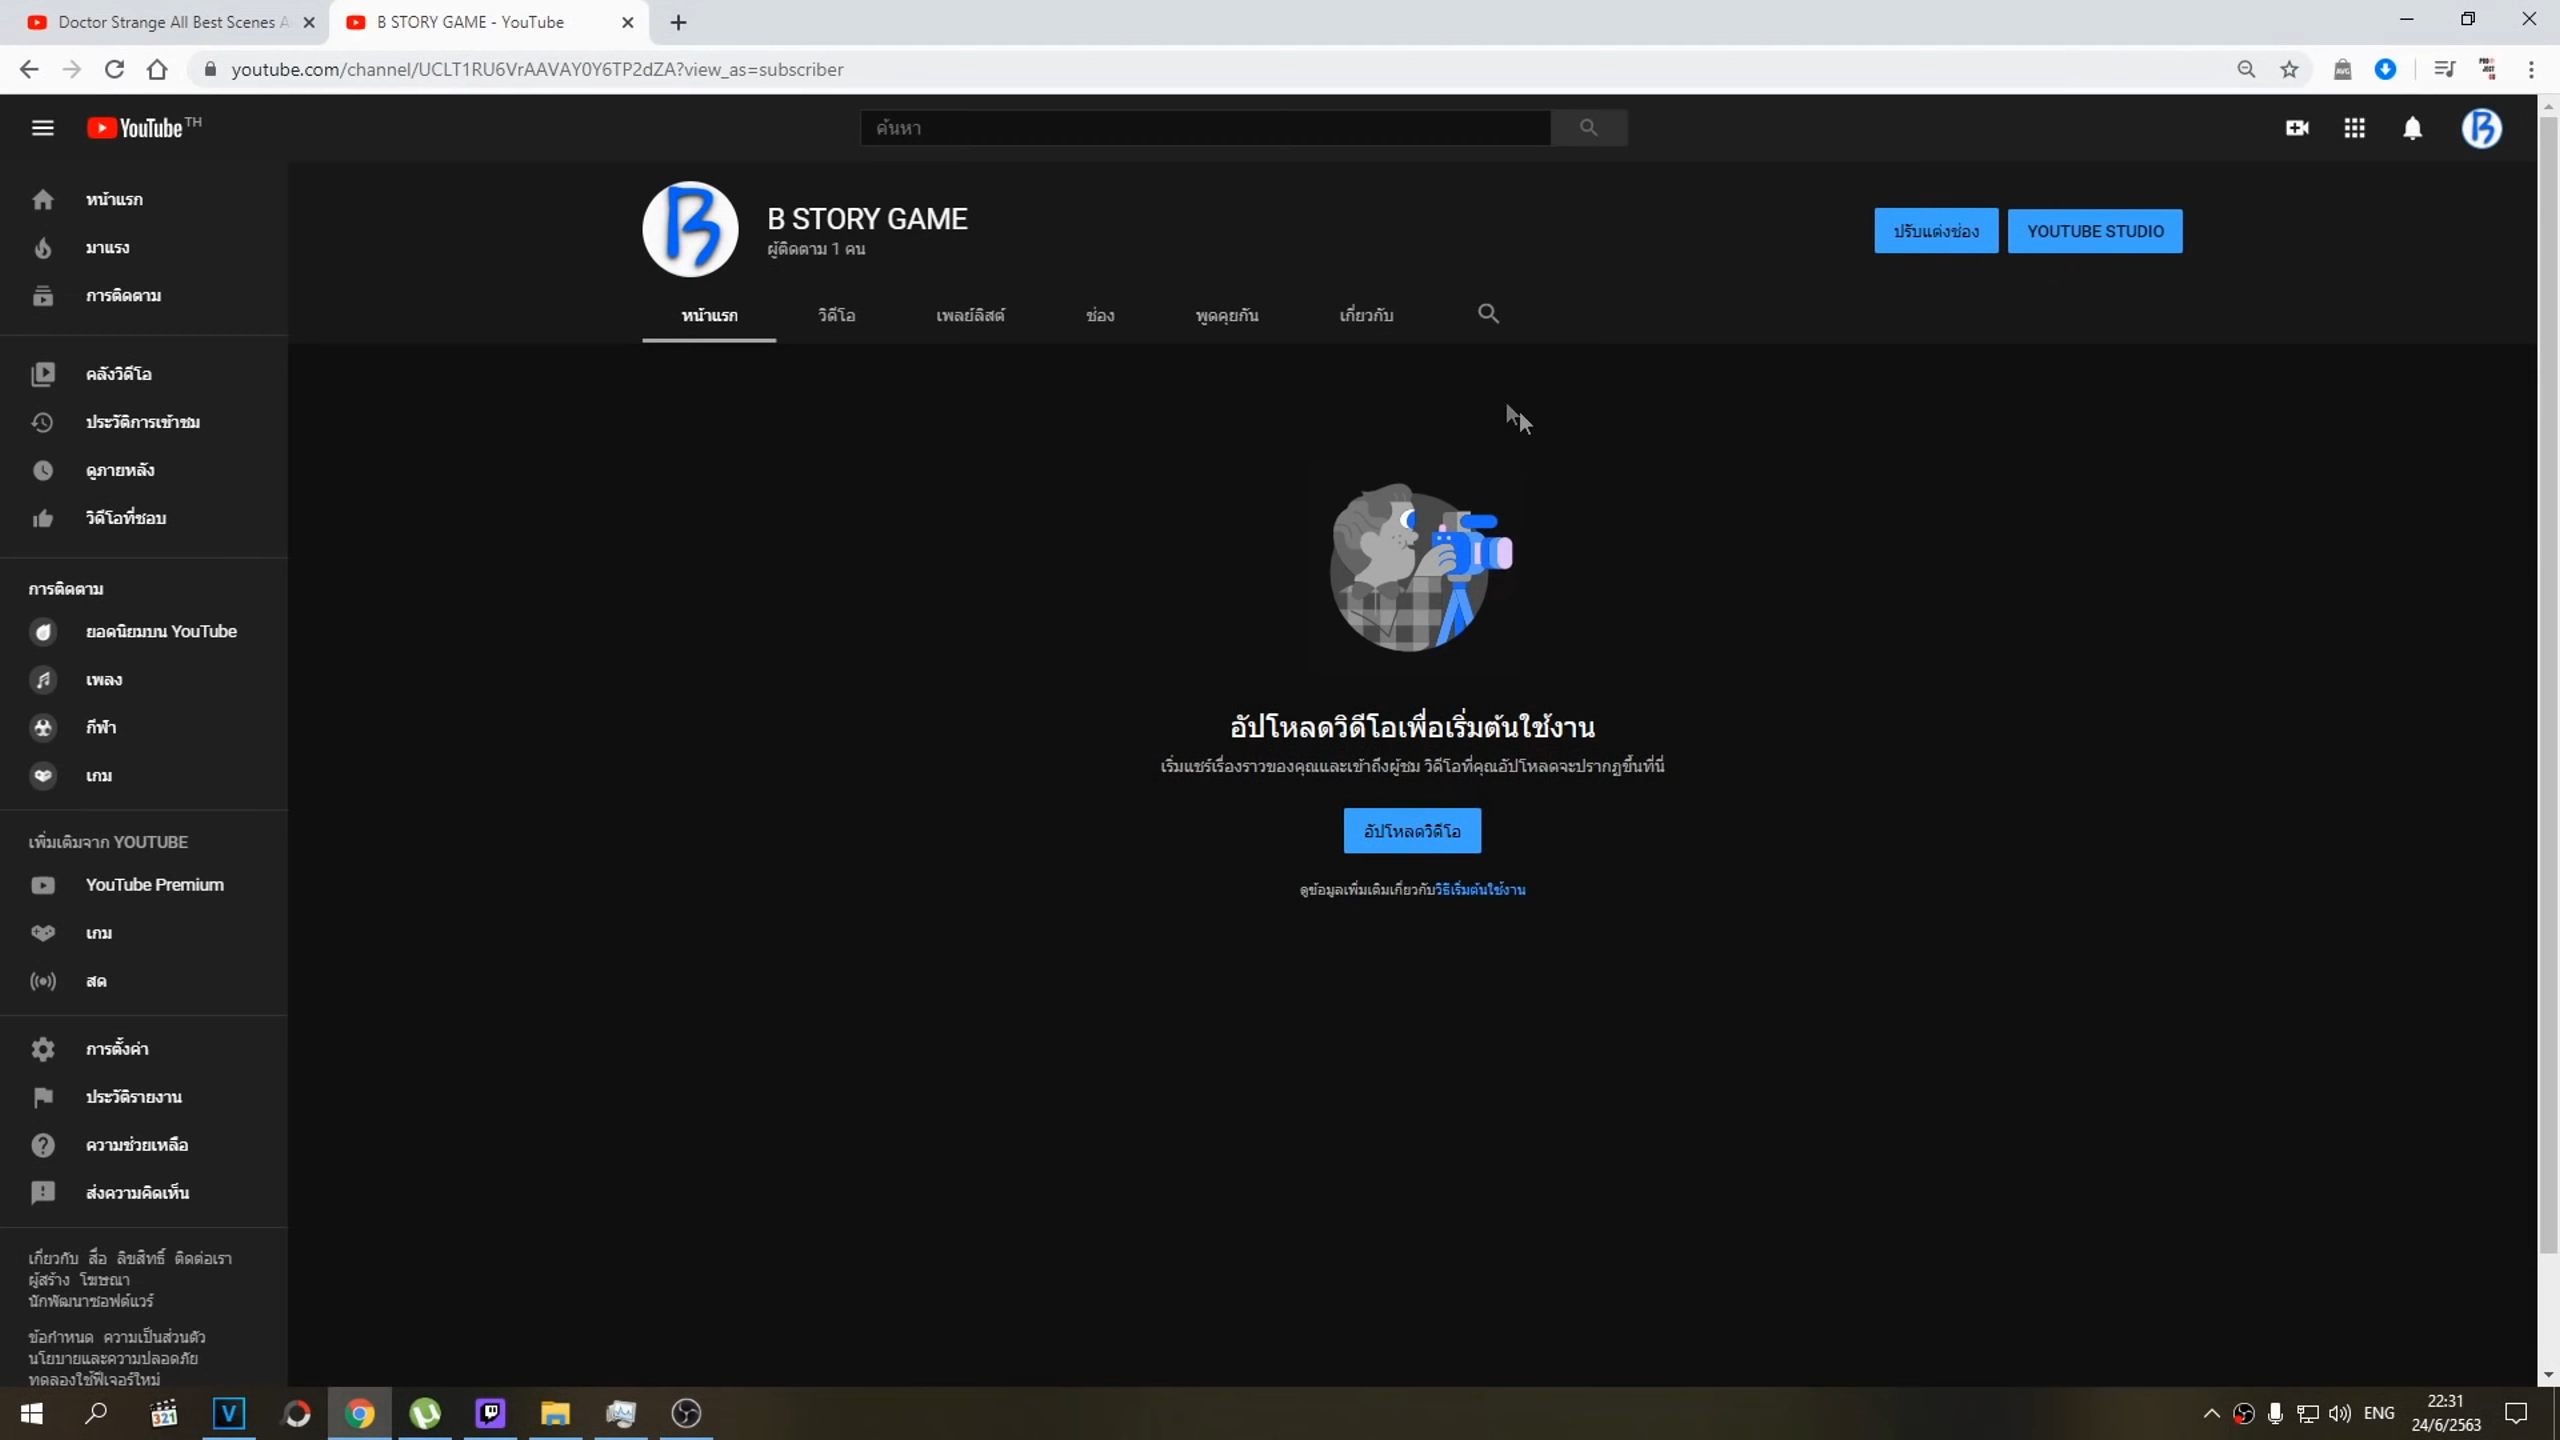 Doctor Strange All Best Scenes A
B STORY GAME - YouTube
youtube.com/channel/UCLT1RU6VrAAVAY0Y6TP2dZA?view_as=subscriber
YouTube TH
ค้นหา
B
B
B STORY GAME
ผู้ติดตาม 1 คน
ปรับแต่งช่อง
YOUTUBE STUDIO
หน้าแรก
วิดีโอ
เพลย์ลิสต์
ช่อง
พูดคุยกัน
เกี่ยวกับ
หน้าแรก
มาแรง
การติดตาม
คลังวิดีโอ
ประวัติการเข้าชม
ดูภายหลัง
วิดีโอที่ชอบ
การติดตาม
ยอดนิยมบน YouTube
เพลง
กีฬา
เกม
เพิ่มเติมจาก YOUTUBE
YouTube Premium
เกม
สด
การตั้งค่า
ประวัติรายงาน
ความช่วยเหลือ
ส่งความคิดเห็น
เกี่ยวกับ สื่อ ลิขสิทธิ์ ติดต่อเรา
ผู้สร้าง โฆษณา
นักพัฒนาซอฟต์แวร์
ข้อกำหนด ความเป็นส่วนตัว
นโยบายและความปลอดภัย
ทดลองใช้ฟีเจอร์ใหม่
อัปโหลดวิดีโอเพื่อเริ่มต้นใช้งาน
เริ่มแชร์เรื่องราวของคุณและเข้าถึงผู้ชม วิดีโอที่คุณอัปโหลดจะปรากฏขึ้นที่นี่
อัปโหลดวิดีโอ
ดูข้อมูลเพิ่มเติมเกี่ยวกับวิธีเริ่มต้นใช้งาน
321
V
ENG
22:31
24/6/2563